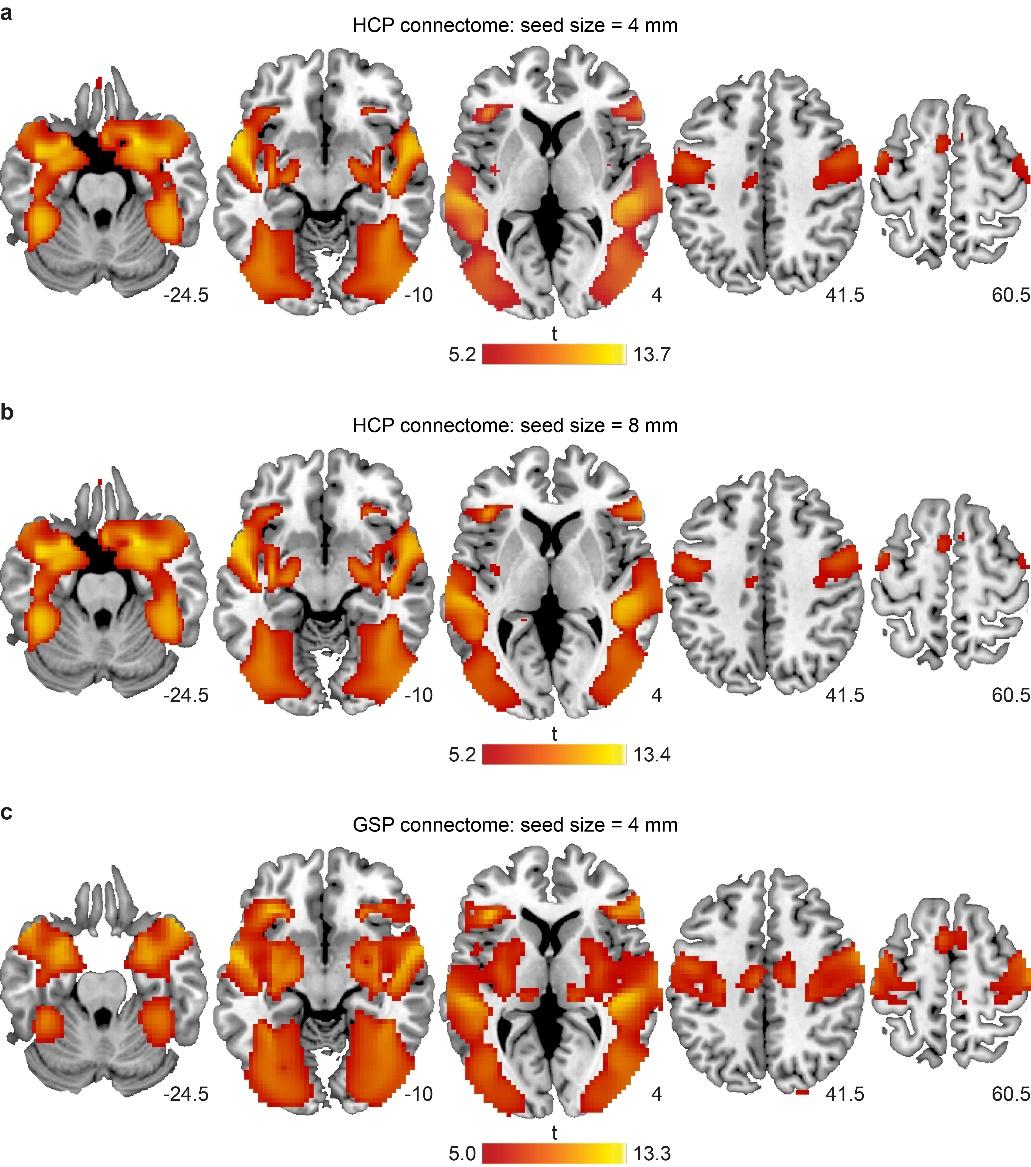 a
HCP connectome: seed size = 4 mm
-24.5 -10 4 41.5 60.5
t
5.2 13.7
b
HCP connectome: seed size = 8 mm
-24.5 -10 4 41.5 60.5
t
5.2 13.4
c
GSP connectome: seed size = 4 mm
-24.5 -10 4 41.5 60.5
t
5.0 13.3